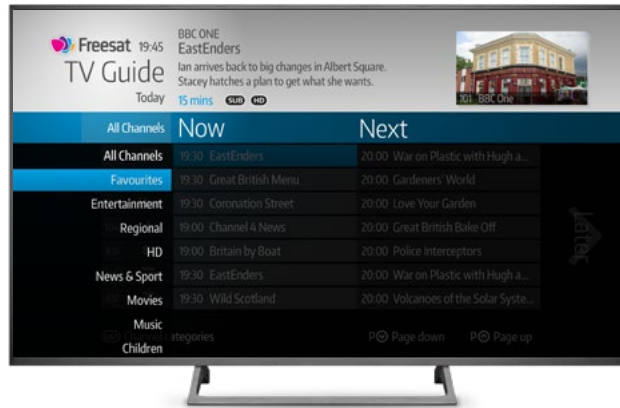 Freesat 19:45
TV Guide
Today
BBC ONE
EastEnders
Ian arrives back to big changes in Albert Square.
Stacey hatches a plan to get what she wants.
15 mins SUB HD
101 BBC One
All Channels Now Next
All Channels 19:30 EastEnders 20:00 War on Plastic with Hugh a...
Favourites 19:30 Great British Menu 20:00 Gardeners' World
Entertainment 19:30 Coronation Street 20:00 Love Your Garden
Regional 19:00 Channel 4 News 20:00 Great British Bake Off
HD 19:00 Britain by Boat 20:00 Police Interceptors
News & Sport 19:30 EastEnders 20:00 War on Plastic with Hugh a...
Movies 19:30 Wild Scotland 20:00 Volcanoes of the Solar Syste...
Music
categories P Page down P Page up
Children
Later